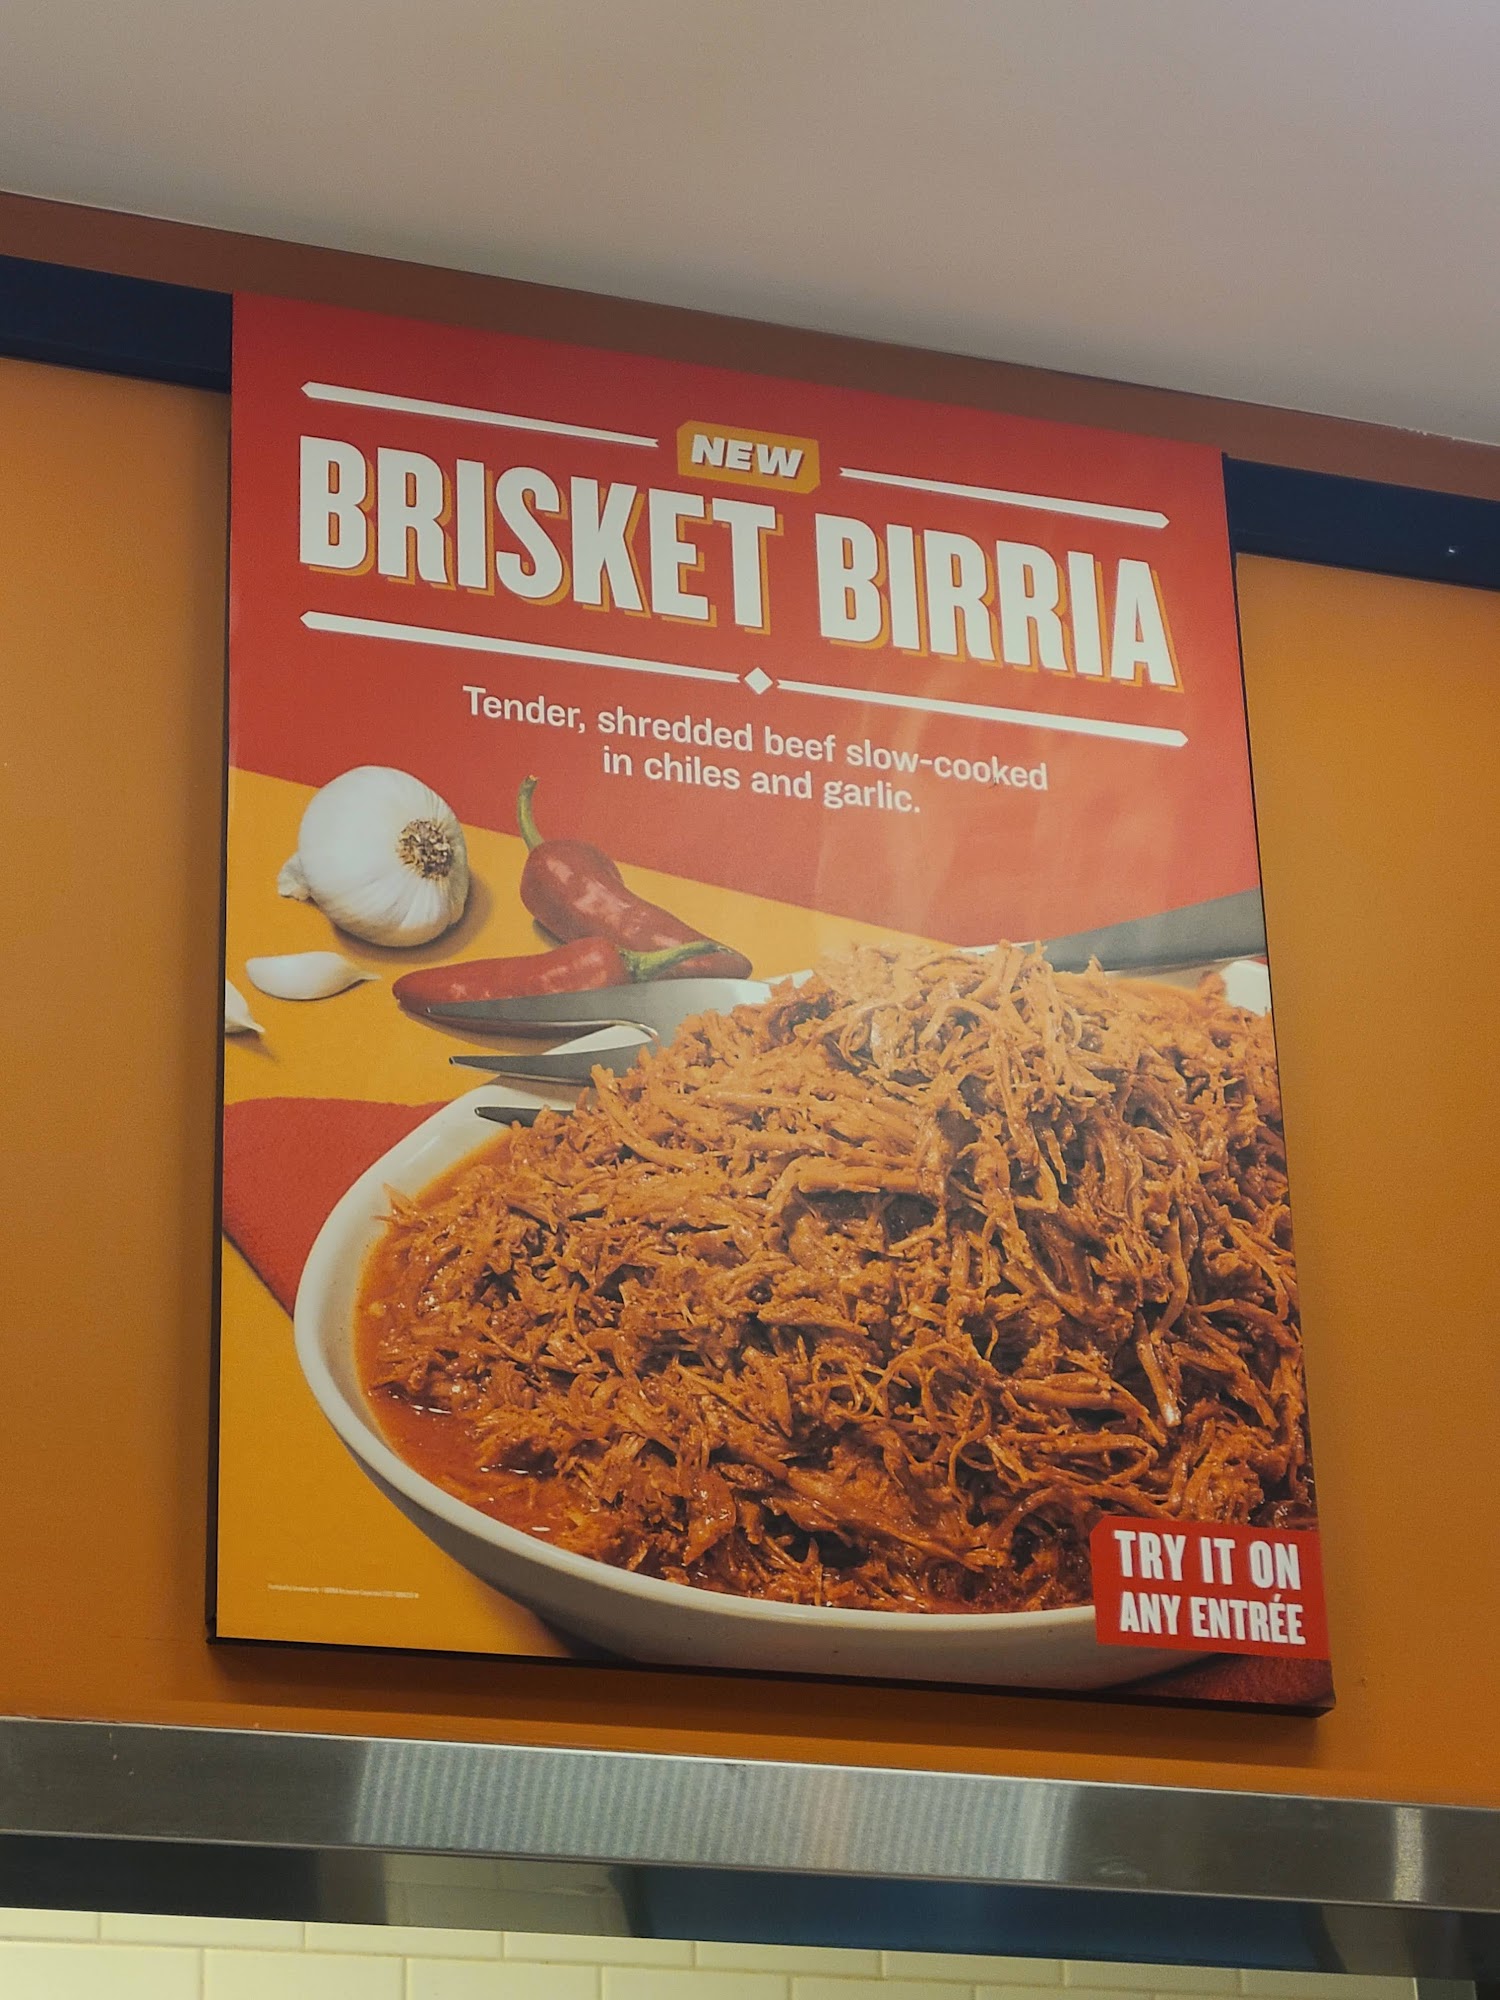 NEW
BRISKET BIRRIA
Tender, shredded beef slow-cooked
in chiles and garlic.
TRY IT ON
ANY ENTRÉE